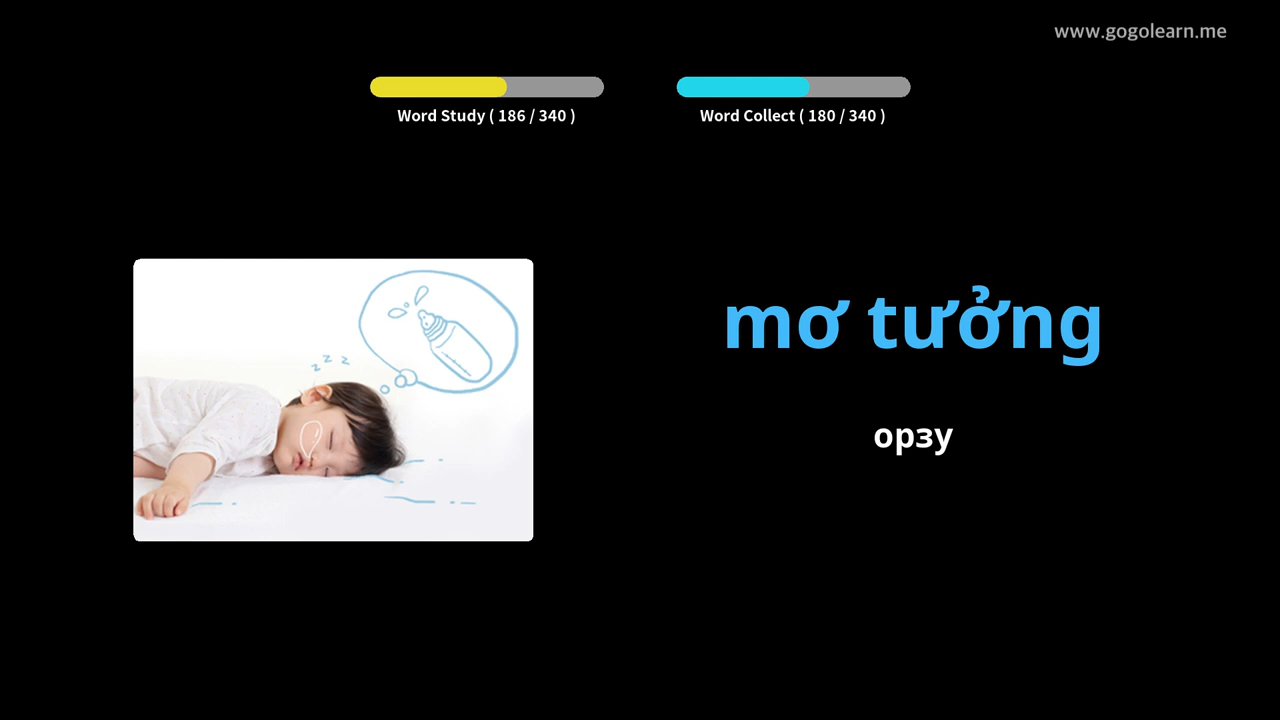 www.gogolearn.me
Word Study ( 186 / 340 )
Word Collect ( 180 / 340 )
z z z
mơ tưởng
орзу